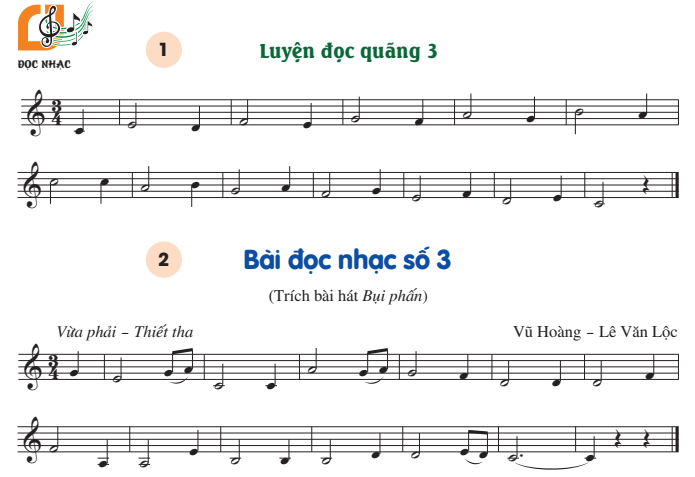 ĐỌC NHẠC
1
Luyện đọc quãng 3
3
4
2
Bài đọc nhạc số 3
(Trích bài hát Bụi phấn)
Vừa phải – Thiết tha
Vũ Hoàng – Lê Văn Lộc
3
4